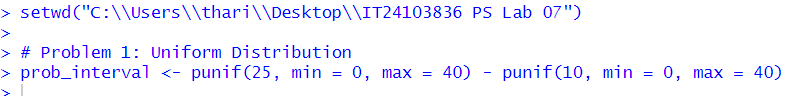 > setwd("C:\\Users\\thari\\Desktop\\IT24103836 PS Lab 07")
>
> # Problem 1: Uniform Distribution
> prob_interval <- punif(25, min = 0, max = 40) - punif(10, min = 0, max = 40)
>